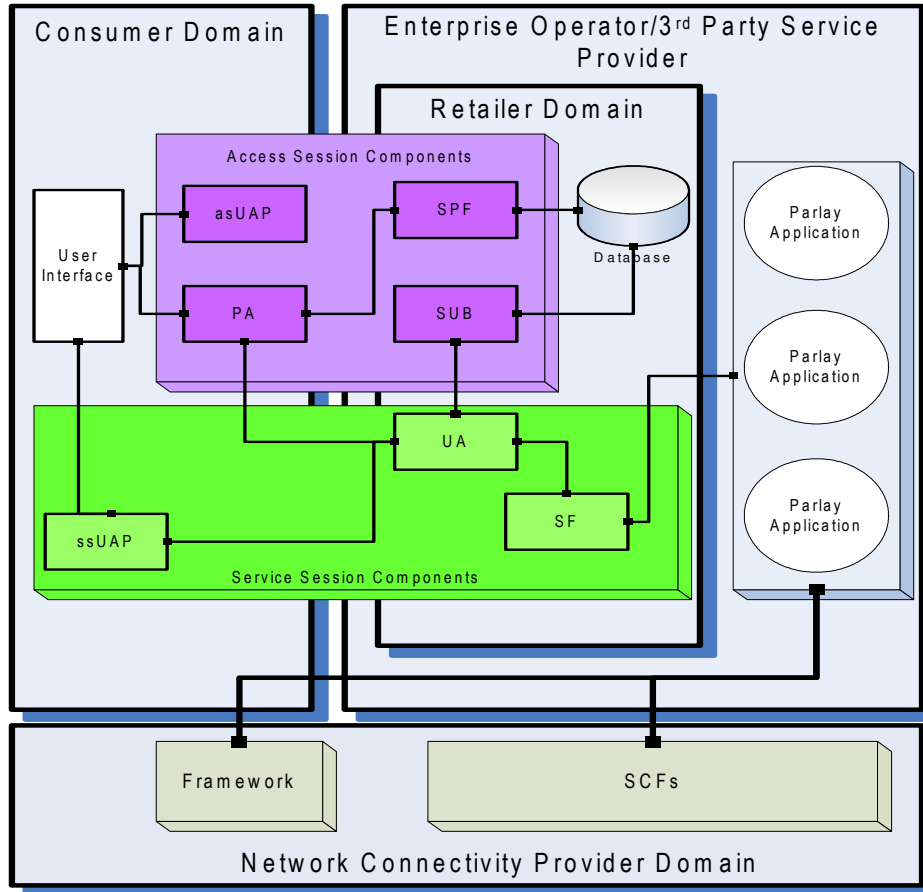 Consumer Domain
Enterprise Operator/3rd Party Service
Provider
Retailer Domain
Access Session Components
asUAP
SPF
User
Interface
Database
PA
SUB
Parlay
Application
Parlay
Application
Parlay
Application
UA
SF
ssUAP
Service Session Components
Framework
SCFs
Network Connectivity Provider Domain